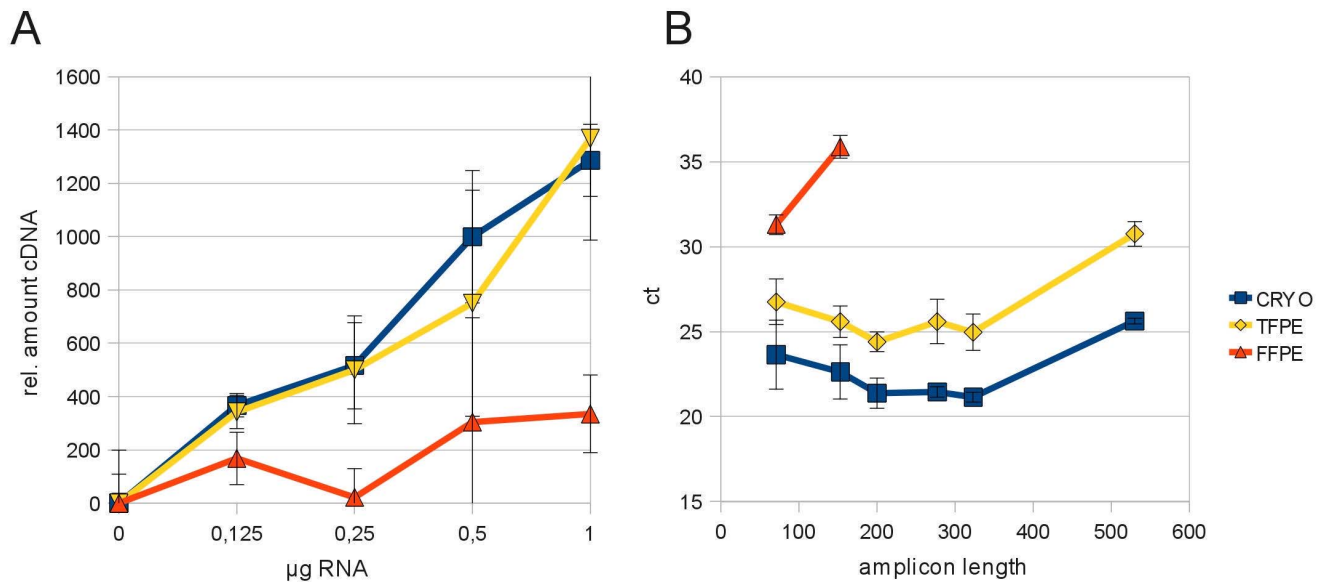 A
1600
1400
1200
1000
800
600
400
200
0
rel. amount cDNA
0 0,125 0,25 0,5 1
µg RNA
B
40
35
30
25
20
15
ct
0 100 200 300 400 500 600
amplicon length
CRYO
TFPE
FFPE